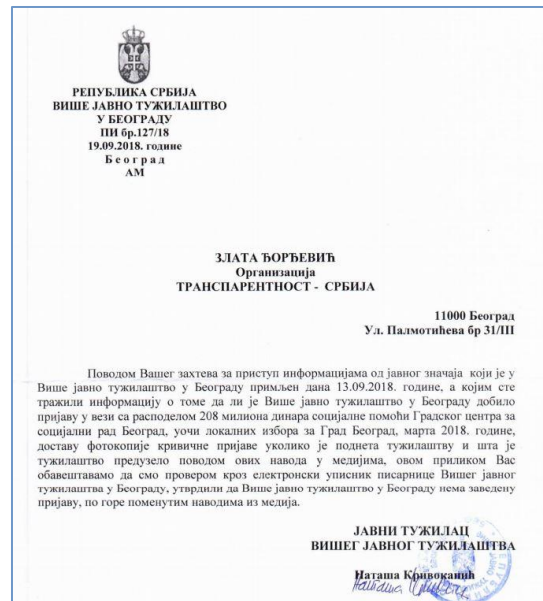 РЕПУБЛИКА СРБИЈА
ВИШЕ ЈАВНО ТУЖИЛАШТВО
У БЕОГРАДУ
ПИ бр.127/18
19.09.2018. године
Б е о г р а д
АМ
ЗЛАТА ЂОРЂЕВИЋ
Организација
ТРАНСПАРЕНТНОСТ - СРБИЈА
11000 Београд
Ул. Палмотићева бр 31/III
Поводом Вашег захтева за приступ информацијама од јавног значаја који је у
Више јавно тужилаштво у Београду примљен дана 13.09.2018. године, а којим сте
тражили информацију о томе да ли је Више јавно тужилаштво у Београду добило
пријаву у вези са расподелом 208 милиона динара социјалне помоћи Градског центра за
социјални рад Београд, уочи локалних избора за Град Београд, марта 2018. године,
доставу фотокопије кривичне пријаве уколико је поднета тужилаштву и шта је
тужилаштво предузело поводом ових навода у медијима, овом приликом Вас
обавештавамо да смо провером кроз електронски уписник писарнице Вишег јавног
тужилаштва у Београду, утврдили да Више јавно тужилаштво у Београду нема заведену
пријаву, по горе поменутим наводима из медија.
ЈАВНИ ТУЖИЛАЦ
ВИШЕГ ЈАВНОГ ТУЖИЛАШТВА
Наташа Кривокапић